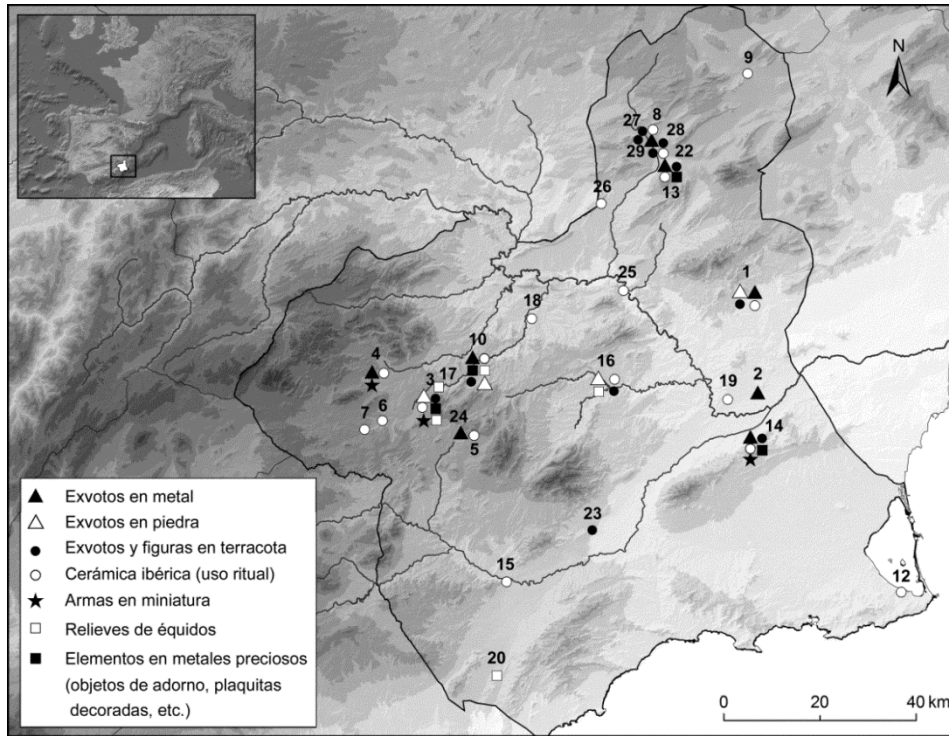 N
9
27
8
28
29
22
26
13
1
25
18
10
4
16
17
3
2
19
6
7
24
14
5
23
15
12
20
Exvotos en metal
Exvotos en piedra
Exvotos y figuras en terracota
Cerámica ibérica (uso ritual)
Armas en miniatura
Relieves de équidos
Elementos en metales preciosos
(objetos de adorno, plaquitas
decoradas, etc.)
0 20 40 km